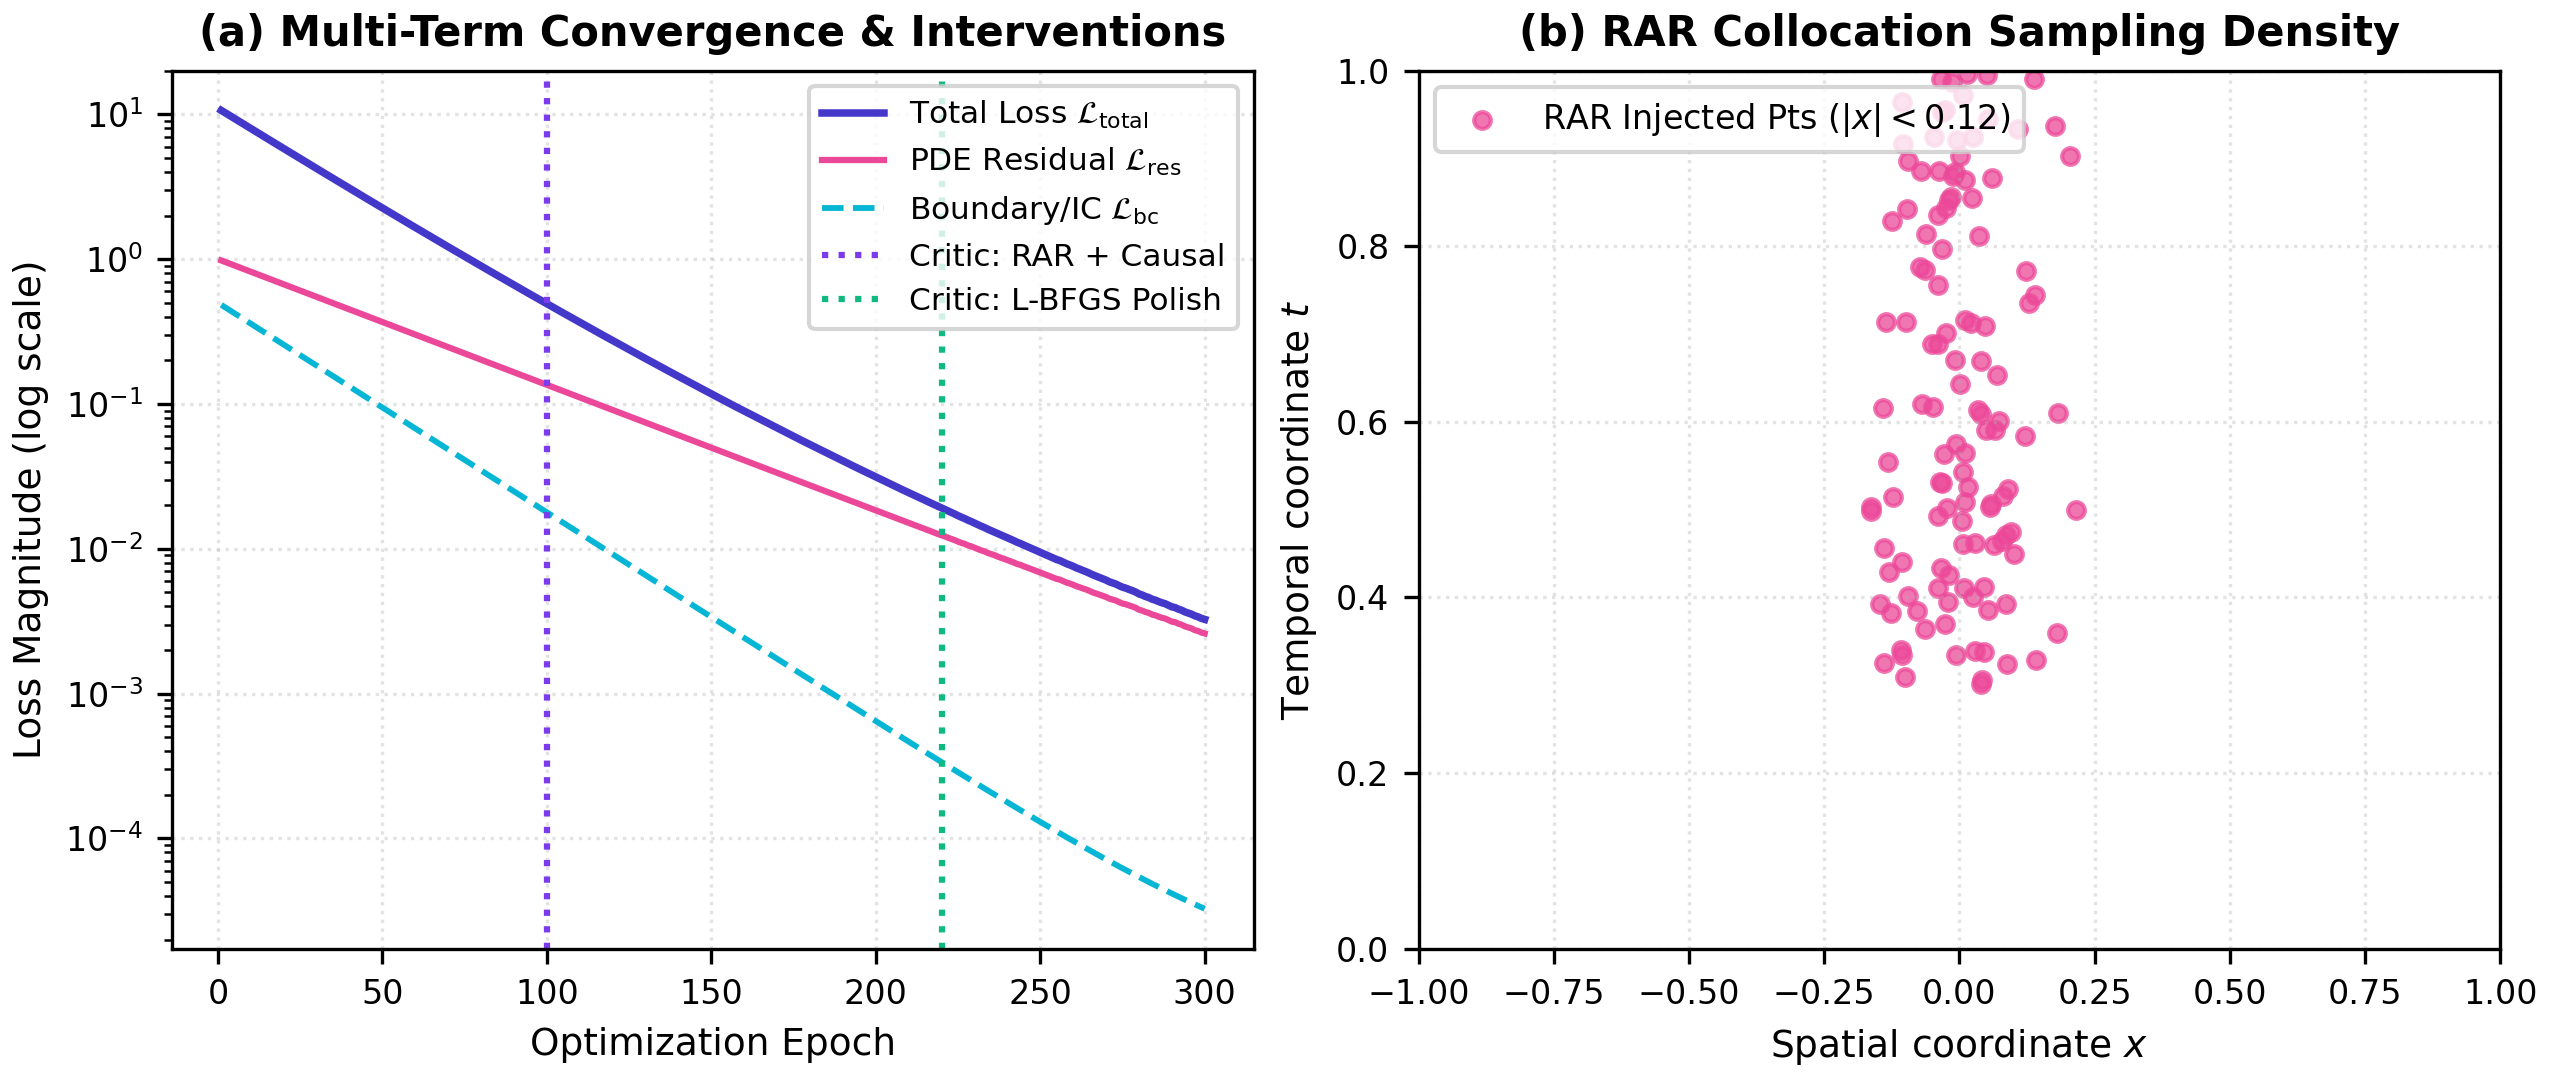 (a) Multi-Term Convergence & Interventions
Loss Magnitude (log scale)
10¹
10⁰
10⁻¹
10⁻²
10⁻³
10⁻⁴
Total Loss ℒtotal
PDE Residual ℒres
Boundary/IC ℒbc
Critic: RAR + Causal
Critic: L-BFGS Polish
0 50 100 150 200 250 300
Optimization Epoch
(b) RAR Collocation Sampling Density
Temporal coordinate t
1.0
0.8
0.6
0.4
0.2
0.0
RAR Injected Pts (|x| < 0.12)
−1.00 −0.75 −0.50 −0.25 0.00 0.25 0.50 0.75 1.00
Spatial coordinate x